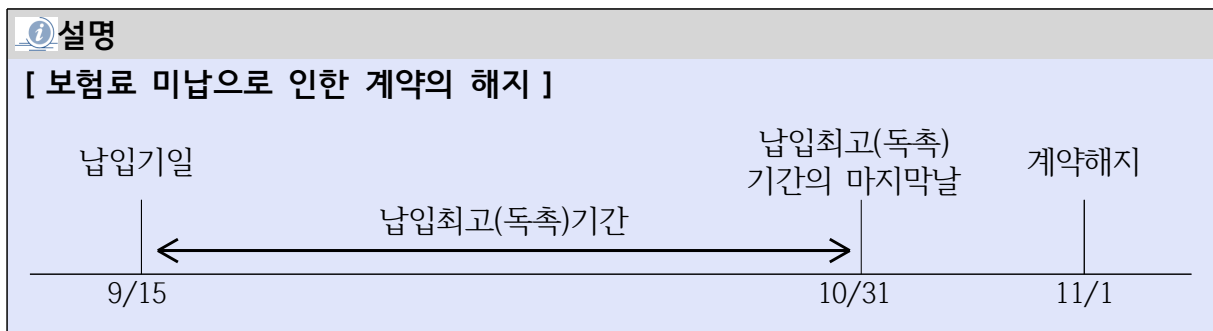 설명
[ 보험료 미납으로 인한 계약의 해지 ]
납입기일
납입최고(독촉)
기간의 마지막날
계약해지
납입최고(독촉)기간
9/15
10/31
11/1